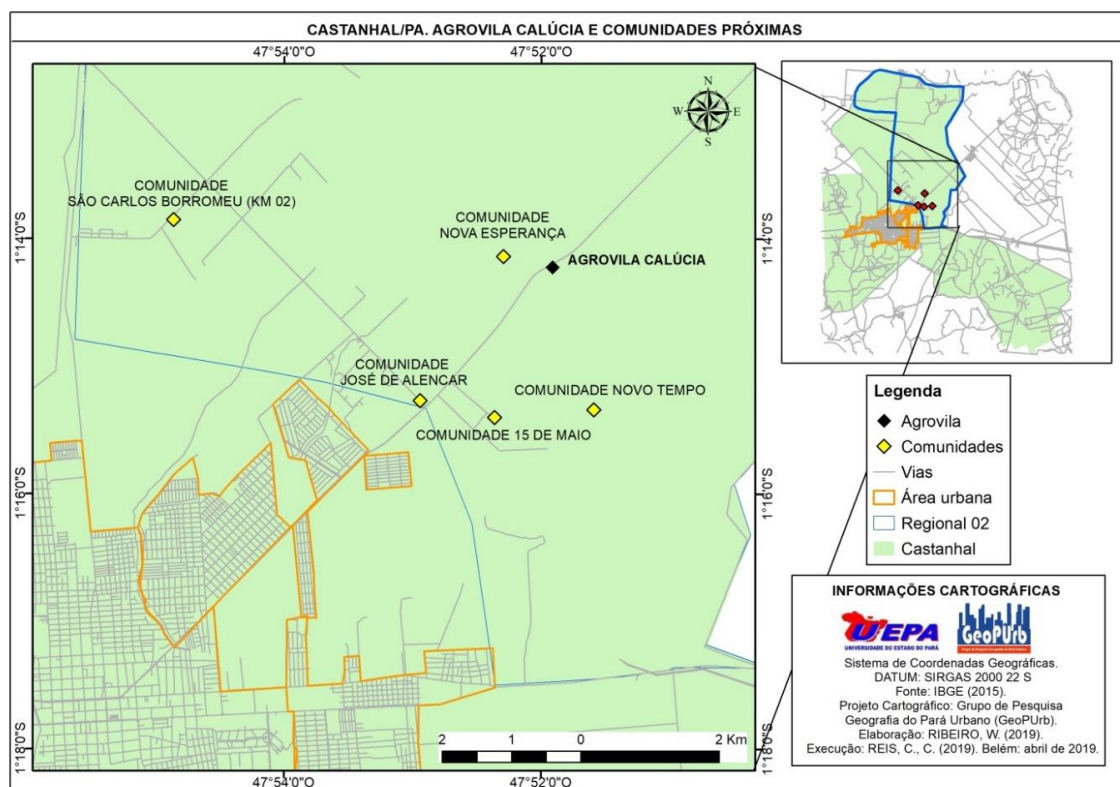 CASTANHAL/PA. AGROVILA CALÚCIA E COMUNIDADES PRÓXIMAS
47°54'0"O
47°52'0"O
N
W
E
S
COMUNIDADE
SÃO CARLOS BORROMEU (KM 02)
COMUNIDADE
NOVA ESPERANÇA
AGROVILA CALÚCIA
1°14'0"S
1°14'0"S
COMUNIDADE
JOSÉ DE ALENCAR
COMUNIDADE NOVO TEMPO
COMUNIDADE 15 DE MAIO
1°16'0"S
1°16'0"S
1°18'0"S
1°18'0"S
2
1
0
2 Km
47°54'0"O
47°52'0"O
Legenda
Agrovila
Comunidades
Vias
Área urbana
Regional 02
Castanhal
INFORMAÇÕES CARTOGRÁFICAS
UEPA
UNIVERSIDADE DO ESTADO DO PARÁ
GeoPUrb
Sistema de Coordenadas Geográficas.
DATUM: SIRGAS 2000 22 S
Fonte: IBGE (2015).
Projeto Cartográfico: Grupo de Pesquisa
Geografia do Pará Urbano (GeoPUrb).
Elaboração: RIBEIRO, W. (2019).
Execução: REIS, C., C. (2019). Belém: abril de 2019.